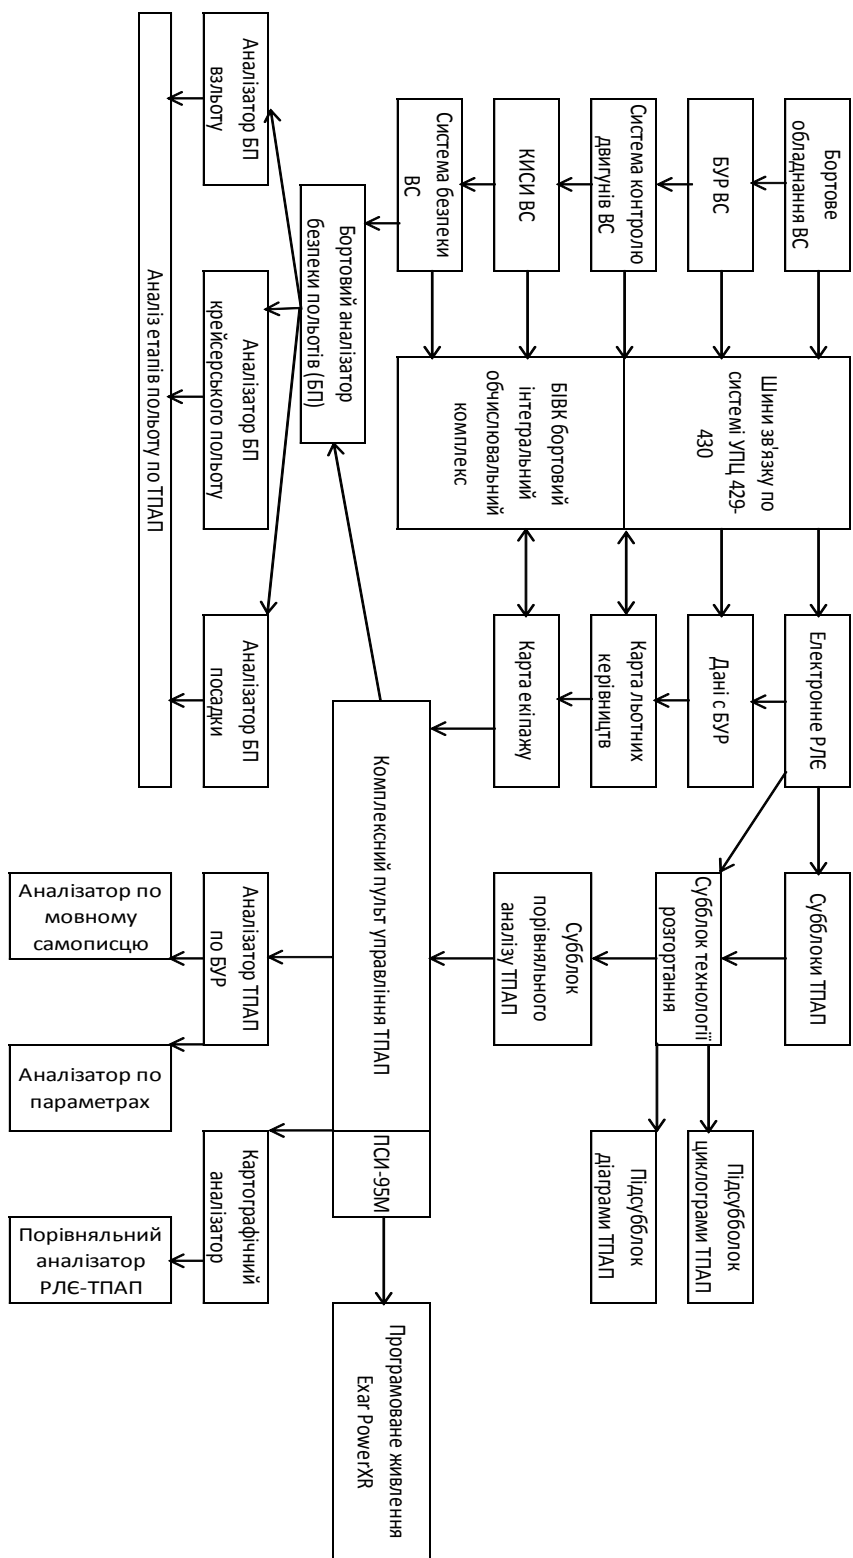 Бортове
обладнання ВС
Шини зв'язку по
системі УПЦ 429-
430
Електронне РЛЄ
Субблоки ТПАП
БУР ВС
Дані с БУР
Субблок технології
розгортання
Підсубболок
циклограми ТПАП
Система контролю
двигунів ВС
Карта льотних
керівництв
Підсубблок
діаграми ТПАП
КИСИ ВС
БІВК бортовий
інтегральний
обчислювальний
комплекс
Карта екіпажу
Субблок
порівняльного
аналізу ТПАП
Система безпеки
ВС
Бортовий аналізатор
безпеки польотів (БП)
Комплексний пульт управління ТПАП
ПСИ-95М
Програмоване живлення
Exar PowerXR
Аналізатор БП
взльоту
Аналізатор БП
крейсерського польоту
Аналізатор БП
посадки
Аналізатор ТПАП
по БУР
Картографічний
аналізатор
Аналіз етапів польоту по ТПАП
Аналізатор по
мовному
самописцю
Аналізатор по
параметрах
Порівняльний
аналізатор
РЛЄ-ТПАП